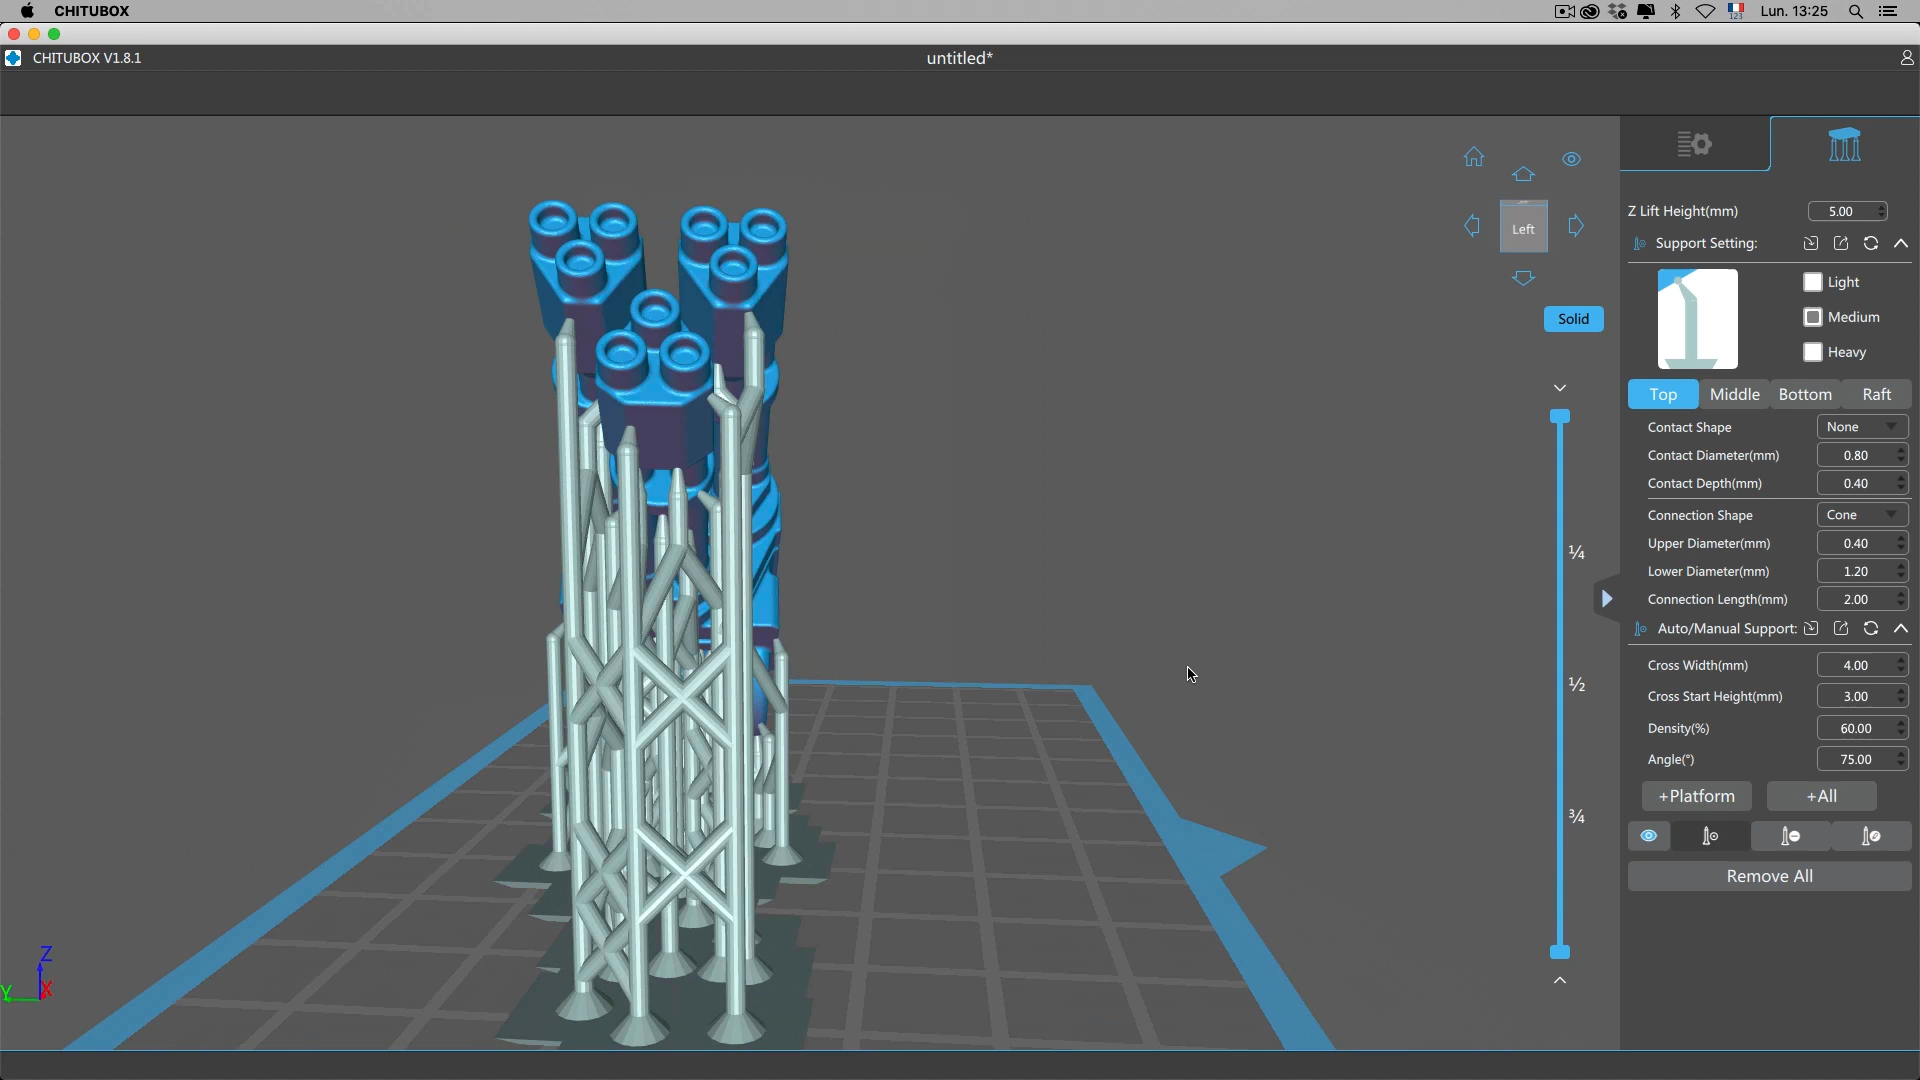 CHITUBOX
123
Lun. 13:25
CHITUBOX V1.8.1
untitled*
Left
Solid
¼
½
¾
Z
Y
X
Z Lift Height(mm) 5.00
Support Setting:
Light
Medium
Heavy
Top Middle Bottom Raft
Contact Shape None
Contact Diameter(mm) 0.80
Contact Depth(mm) 0.40
Connection Shape Cone
Upper Diameter(mm) 0.40
Lower Diameter(mm) 1.20
Connection Length(mm) 2.00
Auto/Manual Support:
Cross Width(mm) 4.00
Cross Start Height(mm) 3.00
Density(%) 60.00
Angle(°) 75.00
+Platform +All
Remove All